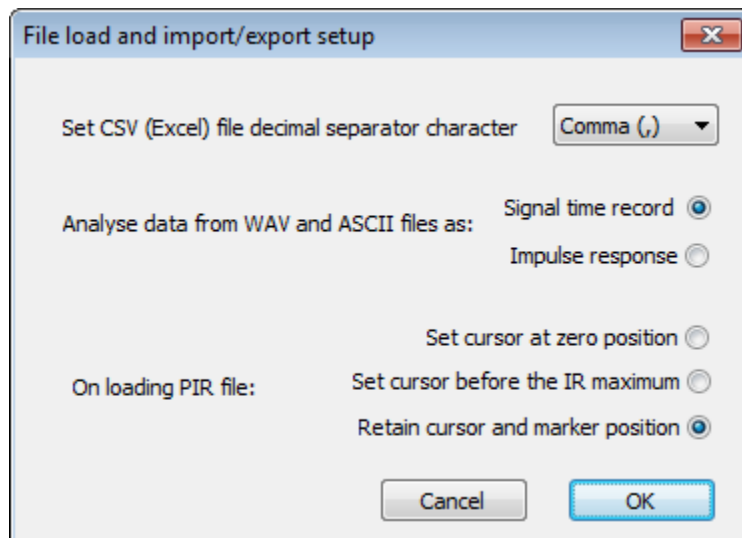 File load and import/export setup
Set CSV (Excel) file decimal separator character Comma (,)
Signal time record
Analyse data from WAV and ASCII files as:
Impulse response
Set cursor at zero position
On loading PIR file: Set cursor before the IR maximum
Retain cursor and marker position
Cancel OK